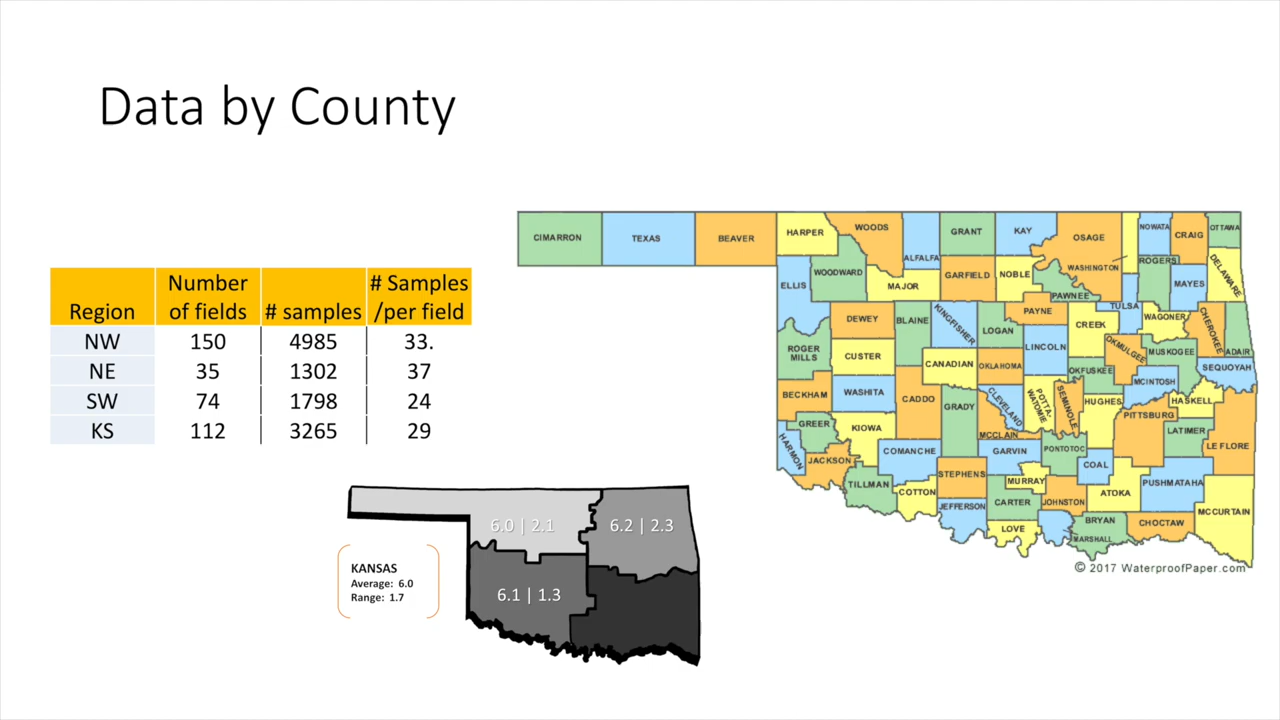 Data by County
Region | Number of fields | # samples | # Samples /per field
NW | 150 | 4985 | 33.
NE | 35 | 1302 | 37
SW | 74 | 1798 | 24
KS | 112 | 3265 | 29
6.0 | 2.1
6.2 | 2.3
6.1 | 1.3
KANSAS
Average: 6.0
Range: 1.7
CIMARRON
TEXAS
BEAVER
HARPER
WOODS
ALFALFA
GRANT
KAY
OSAGE
WASHINGTON
NOWATA
CRAIG
OTTAWA
ELLIS
WOODWARD
MAJOR
GARFIELD
NOBLE
PAWNEE
ROGERS
MAYES
DELAWARE
TULSA
DEWEY
BLAINE
KINGFISHER
LOGAN
PAYNE
CREEK
WAGONER
CHEROKEE
ADAIR
ROGER
MILLS
CUSTER
CANADIAN
OKLAHOMA
LINCOLN
OKFUSKEE
OKMULGEE
MUSKOGEE
SEQUOYAH
BECKHAM
WASHITA
CADDO
GRADY
CLEVELAND
POTTA-
WATOMIE
SEMINOLE
HUGHES
MCINTOSH
HASKELL
PITTSBURG
LATIMER
LE FLORE
GREER
KIOWA
HARMON
JACKSON
COMANCHE
MCCLAIN
GARVIN
PONTOTOC
COAL
TILLMAN
COTTON
STEPHENS
MURRAY
JOHNSTON
ATOKA
PUSHMATAHA
MCCURTAIN
JEFFERSON
CARTER
LOVE
MARSHALL
BRYAN
CHOCTAW
© 2017 WaterproofPaper.com